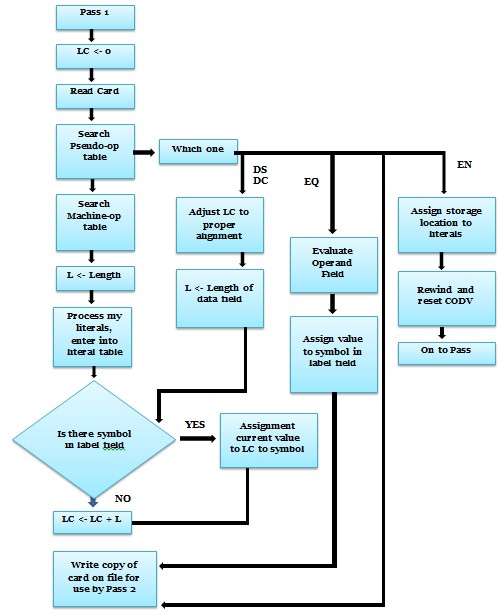 Pass 1
LC <- 0
Read Card
Search
Pseudo-op
table
Which one
DS
DC
EQ
EN
Search
Machine-op
table
Adjust LC to
proper
alignment
Assign storage
location to
literals
Evaluate
Operand
Field
L <- Length
L <- Length of
data field
Rewind and
reset CODV
Process my
literals,
enter into
literal table
Assign value
to symbol in
label field
On to Pass
Is there symbol
in label field
YES
Assignment
current value
to LC to symbol
NO
LC <- LC + L
Write copy of
card on file for
use by Pass 2